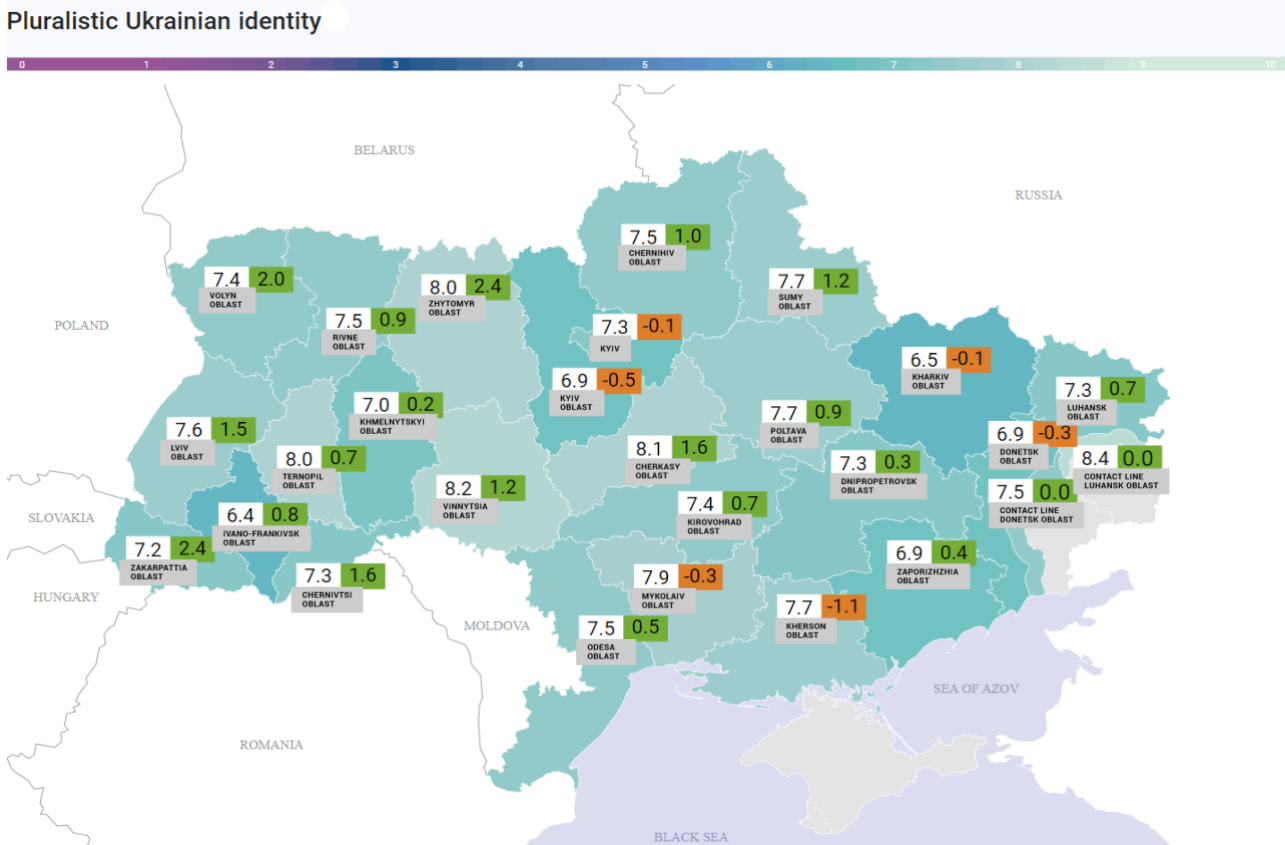 Pluralistic Ukrainian identity
0 1 2 3 4 5 6 7 8 9 10
BELARUS
RUSSIA
POLAND
SLOVAKIA
HUNGARY
MOLDOVA
ROMANIA
SEA OF AZOV
BLACK SEA
7.5 1.0
CHERNIHIV
OBLAST
7.4 2.0
VOLYN
OBLAST
8.0 2.4
ZHYTOMYR
OBLAST
7.7 1.2
SUMY
OBLAST
7.5 0.9
RIVNE
OBLAST
7.3 -0.1
KYIV
6.5 -0.1
KHARKIV
OBLAST
6.9 -0.5
KYIV
OBLAST
7.3 0.7
LUHANSK
OBLAST
7.0 0.2
KHMELNYTSKYI
OBLAST
7.7 0.9
POLTAVA
OBLAST
7.6 1.5
LVIV
OBLAST
6.9 -0.3
DONETSK
OBLAST
8.1 1.6
CHERKASY
OBLAST
8.0 0.7
TERNOPIL
OBLAST
7.3 0.3
DNIPROPETROVSK
OBLAST
8.4 0.0
CONTACT LINE
LUHANSK OBLAST
8.2 1.2
VINNYTSIA
OBLAST
7.5 0.0
CONTACT LINE
DONETSK OBLAST
7.4 0.7
KIROVOHRAD
OBLAST
6.4 0.8
IVANO-FRANKIVSK
OBLAST
7.2 2.4
ZAKARPATTIA
OBLAST
6.9 0.4
ZAPORIZHZHIA
OBLAST
7.3 1.6
CHERNIVTSI
OBLAST
7.9 -0.3
MYKOLAIV
OBLAST
7.7 -1.1
KHERSON
OBLAST
7.5 0.5
ODESA
OBLAST